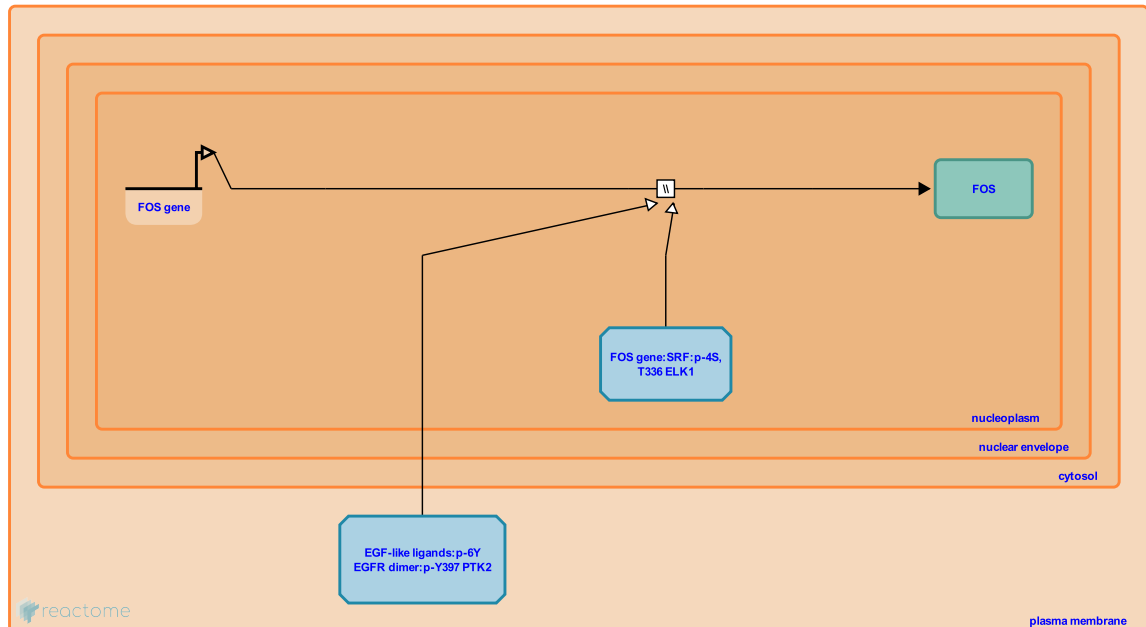 FOS gene
\\
FOS
FOS gene:SRF:p-4S,
T336 ELK1
nucleoplasm
nuclear envelope
cytosol
EGF-like ligands:p-6Y
EGFR dimer:p-Y397 PTK2
reactome
plasma membrane